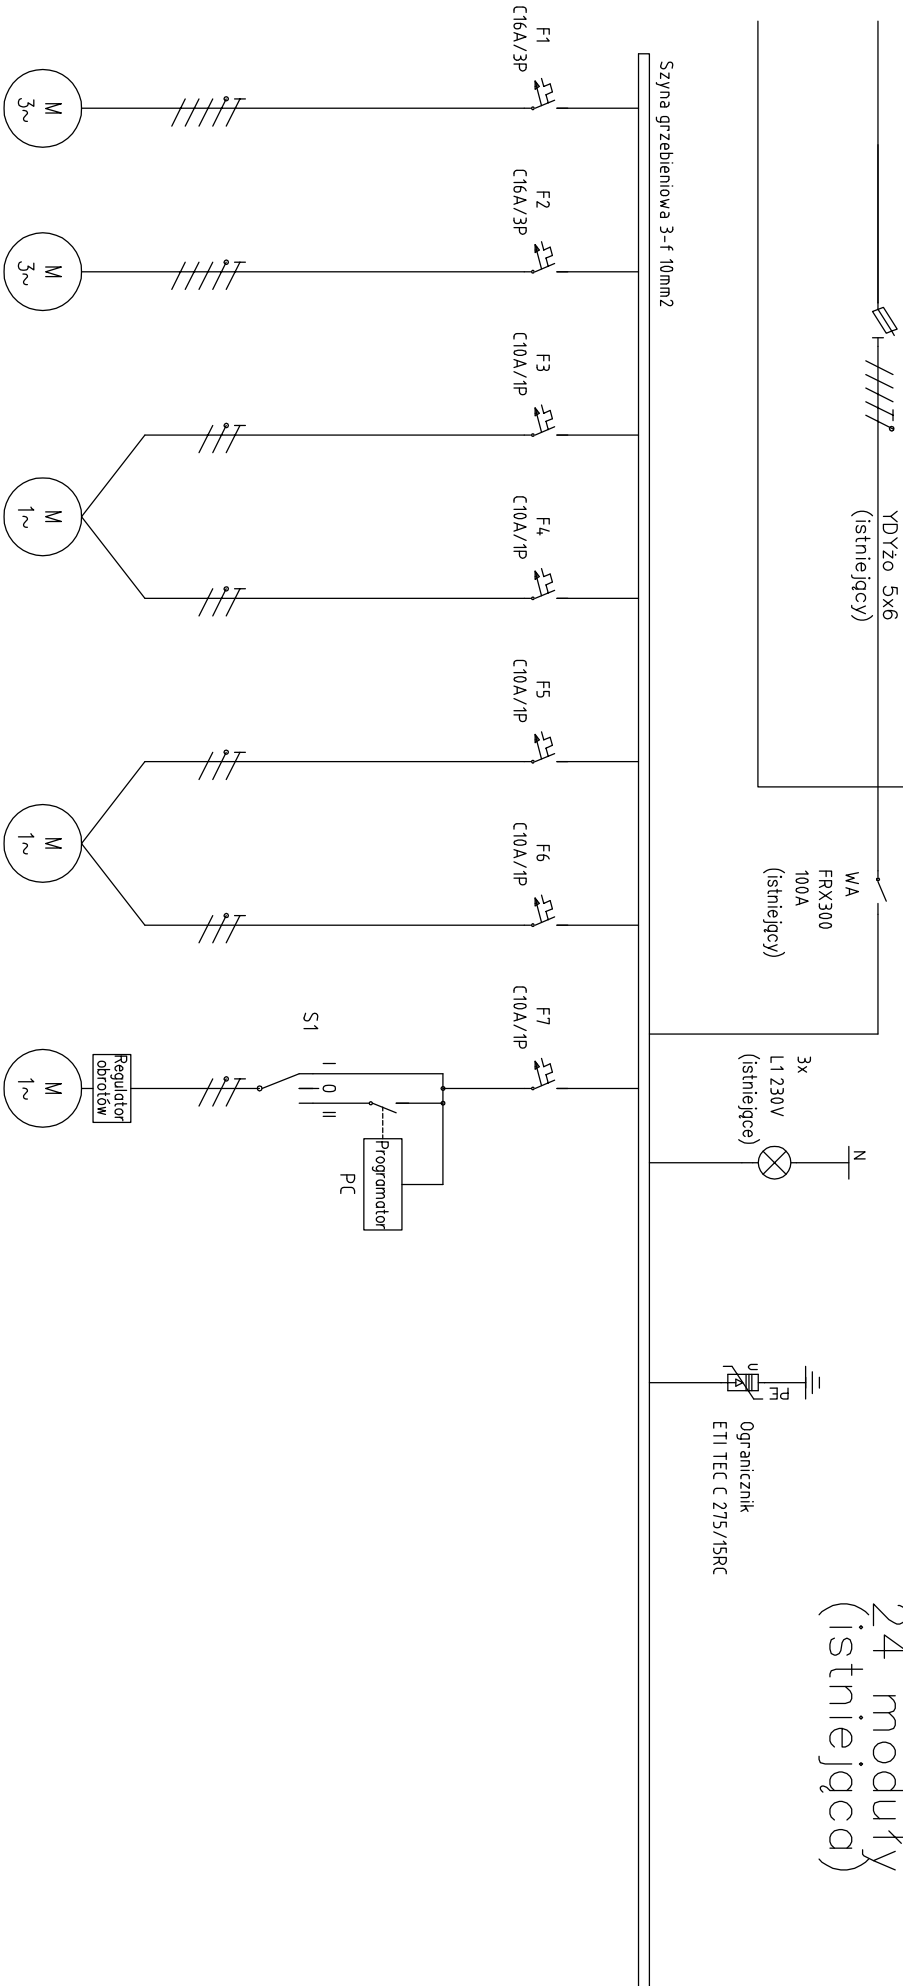 24 moduły
(istniejąca)
YDYżo 5x6
(istniejący)
WA
FRX300
100A
(istniejący)
3x
L1 230V
(istniejące)
N
U
PE
Ogranicznik
ETI TEC C 275/15RC
Szyna grzebieniowa 3-f 10mm2
F1
C16A/3P
F2
C16A/3P
F3
C10A/1P
F4
C10A/1P
F5
C10A/1P
F6
C10A/1P
F7
C10A/1P
S1
I 0 II
Programator
PC
Regulator
obrotów
M
3~
M
3~
M
1~
M
1~
M
1~